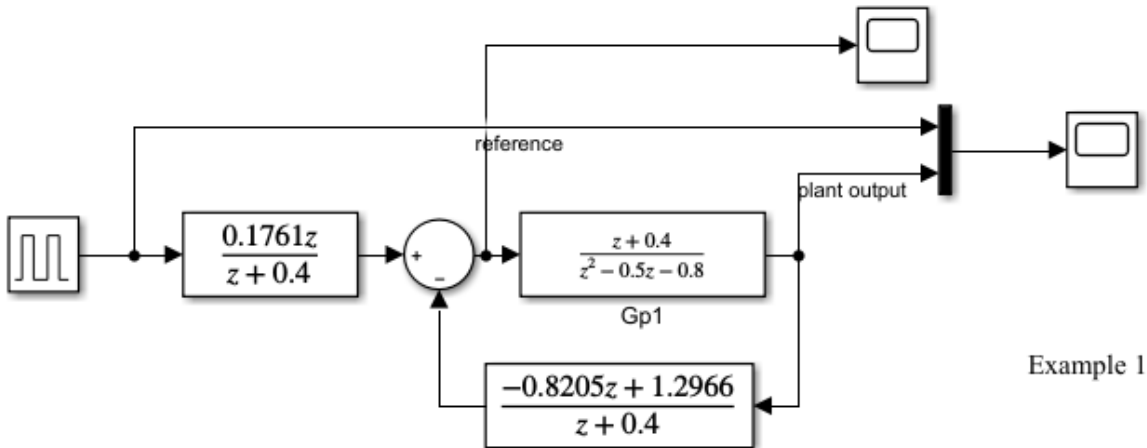 reference
plant output
0.1761z
z + 0.4
+
−
z + 0.4
z² − 0.5z − 0.8
Gp1
−0.8205z + 1.2966
z + 0.4
Example 1